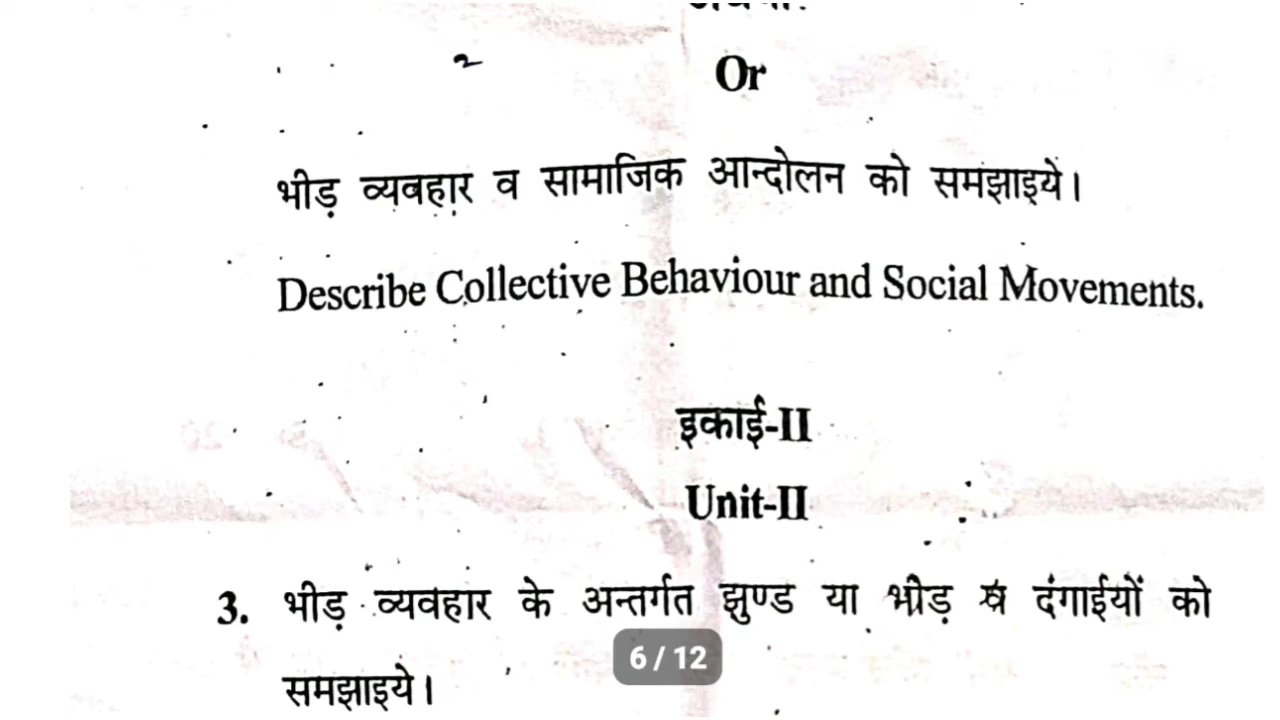 Or
भीड़ व्यवहार व सामाजिक आन्दोलन को समझाइये।
Describe Collective Behaviour and Social Movements.
इकाई-II
Unit-II
3. भीड़ व्यवहार के अन्तर्गत झुण्ड या भीड़ व दंगाईयों को
6 / 12
समझाइये।